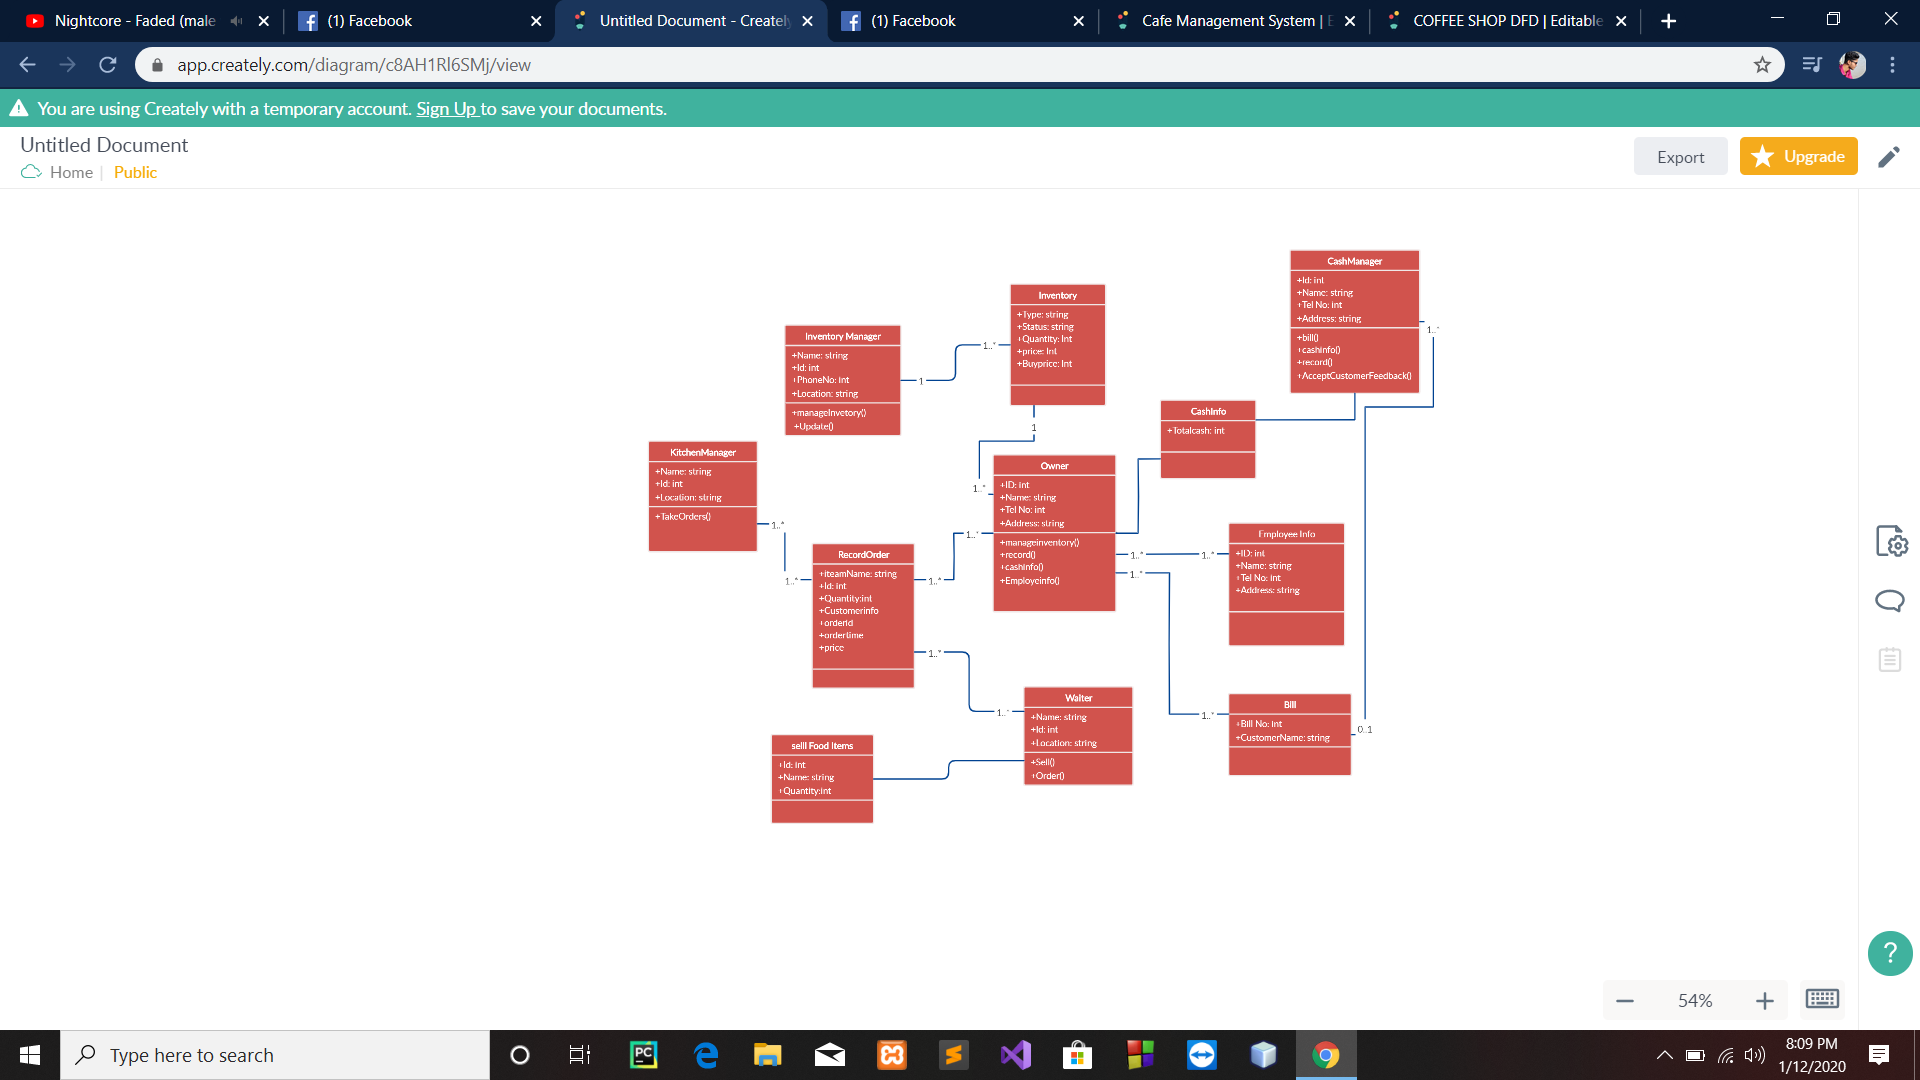 Nightcore - Faded (male
(1) Facebook
Untitled Document - Creately
(1) Facebook
Cafe Management System | E
COFFEE SHOP DFD | Editable
app.creately.com/diagram/c8AH1Rl6SMj/view
You are using Creately with a temporary account. Sign Up to save your documents.
Untitled Document
Home | Public
Export
Upgrade
CashManager
+Id: int
+Name: string
+Tel No: int
+Address: string
+bill()
+cashinfo()
+record()
+AcceptCustomerFeedback()
1..*
Inventory
+Type: string
+Status: string
+Quantity: Int
+price: Int
+Buyprice: Int
Inventory Manager
+Name: string
+Id: int
+PhoneNo: int
+Location: string
+manageInvetory()
+Update()
1
1..*
1
1..*
CashInfo
+Totalcash: int
KitchenManager
+Name: string
+Id: int
+Location: string
+TakeOrders()
1..*
1..*
Owner
+ID: int
+Name: string
+Tel No: int
+Address: string
+manageinventory()
+record()
+cashinfo()
+Employeinfo()
1..*
1..*
1..*
1..*
1..*
Employee Info
+ID: int
+Name: string
+Tel No: int
+Address: string
RecordOrder
+iteamName: string
+Id: int
+Quantity:int
+Customerinfo
+orderid
+ordertime
+price
1..*
1..*
Waiter
+Name: string
+Id: int
+Location: string
+Sell()
+Order()
1..*
Bill
+Bill No: int
+CustomerName: string
0..1
selll Food Items
+Id: int
+Name: string
+Quantity:int
?
54%
Type here to search
PC
8:09 PM
1/12/2020